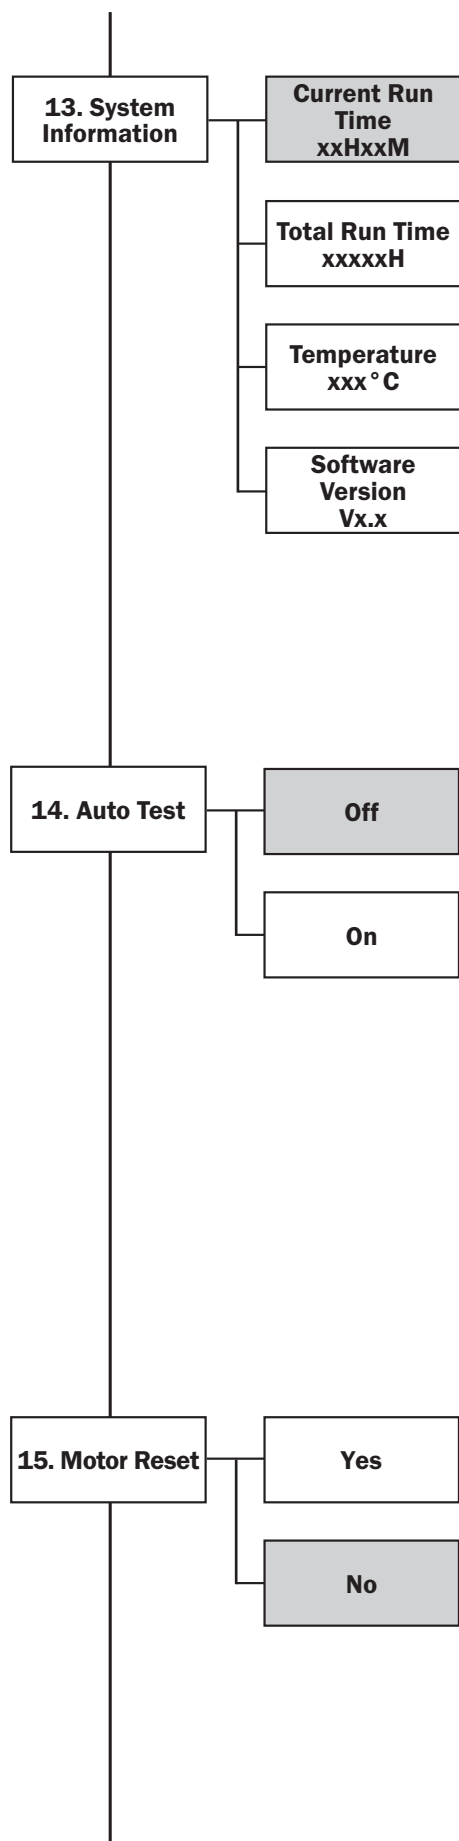 13. System
Information
Current Run
Time
xxHxxM
Total Run Time
xxxxxH
Temperature
xxx°C
Software
Version
Vx.x
14. Auto Test
Off
On
15. Motor Reset
Yes
No